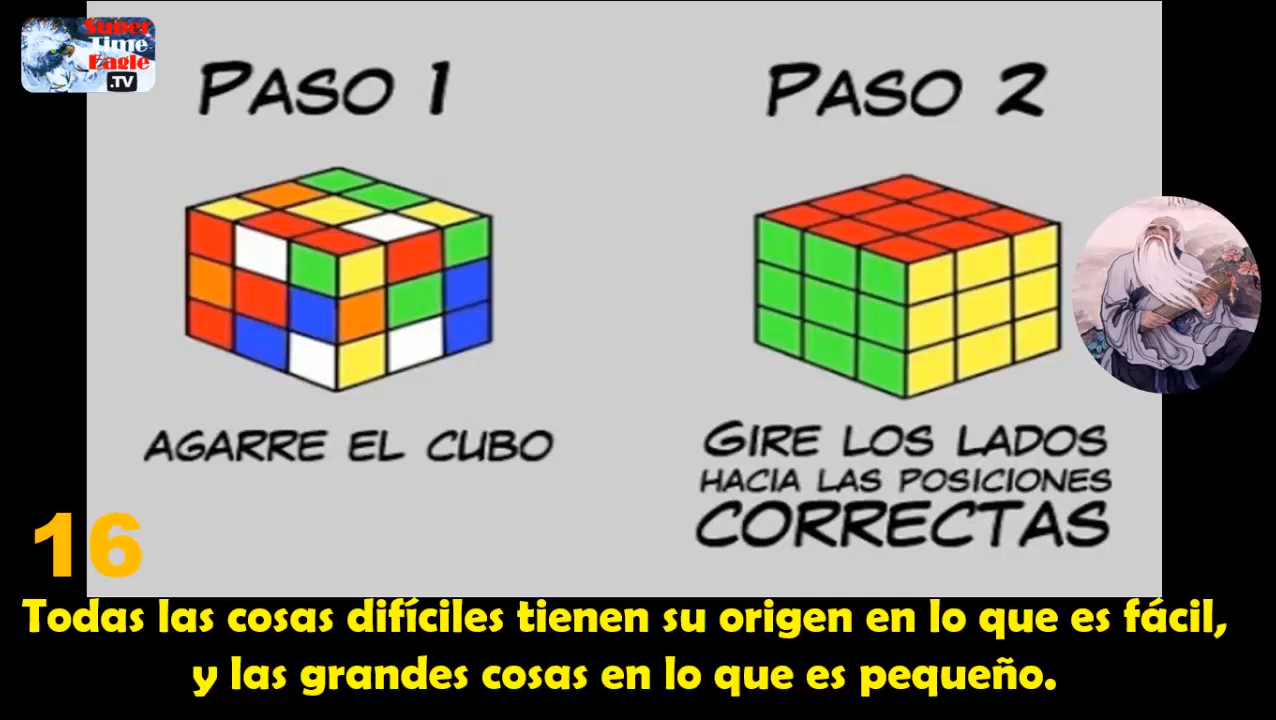 Super
Time
Eagle
.TV
PASO 1
PASO 2
AGARRE EL CUBO
GIRE LOS LADOS
HACIA LAS POSICIONES
CORRECTAS
16
Todas las cosas difíciles tienen su origen en lo que es fácil,
y las grandes cosas en lo que es pequeño.